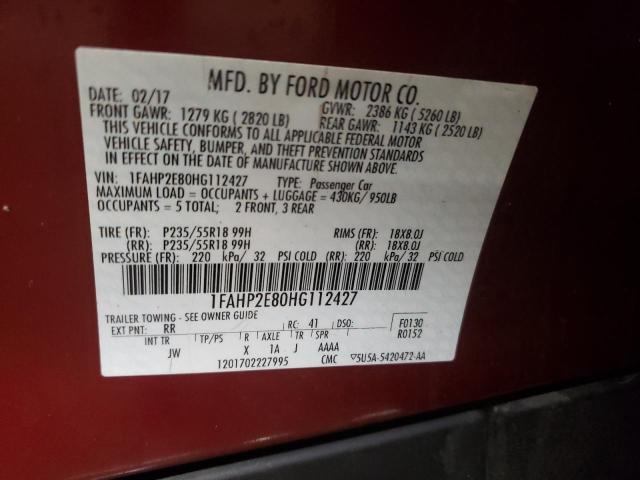 MFD. BY FORD MOTOR CO.
DATE: 02/17 GVWR: 2386 KG ( 5260 LB)
FRONT GAWR: 1279 KG ( 2820 LB) REAR GAWR: 1143 KG ( 2520 LB)
THIS VEHICLE CONFORMS TO ALL APPLICABLE FEDERAL MOTOR
VEHICLE SAFETY, BUMPER, AND THEFT PREVENTION STANDARDS
IN EFFECT ON THE DATE OF MANUFACTURE SHOWN ABOVE.
VIN: 1FAHP2E80HG112427 TYPE: Passenger Car
MAXIMUM LOAD = OCCUPANTS + LUGGAGE = 430KG/ 950LB
OCCUPANTS = 5 TOTAL; 2 FRONT, 3 REAR
TIRE (FR): P235/55R18 99H RIMS (FR): 18X8.0J
(RR): P235/55R18 99H (RR): 18X8.0J
PRESSURE (FR): 220 kPa/ 32 PSI COLD (RR): 220 kPa/ 32 PSI COLD
1FAHP2E80HG112427
TRAILER TOWING - SEE OWNER GUIDE
EXT PNT: RR RC: 41 DSO: F0130
INT TR TP/PS R AXLE TR SPR R0152
JW X 1A J AAAA
1201702227995 CMC 5U5A-5420472-AA